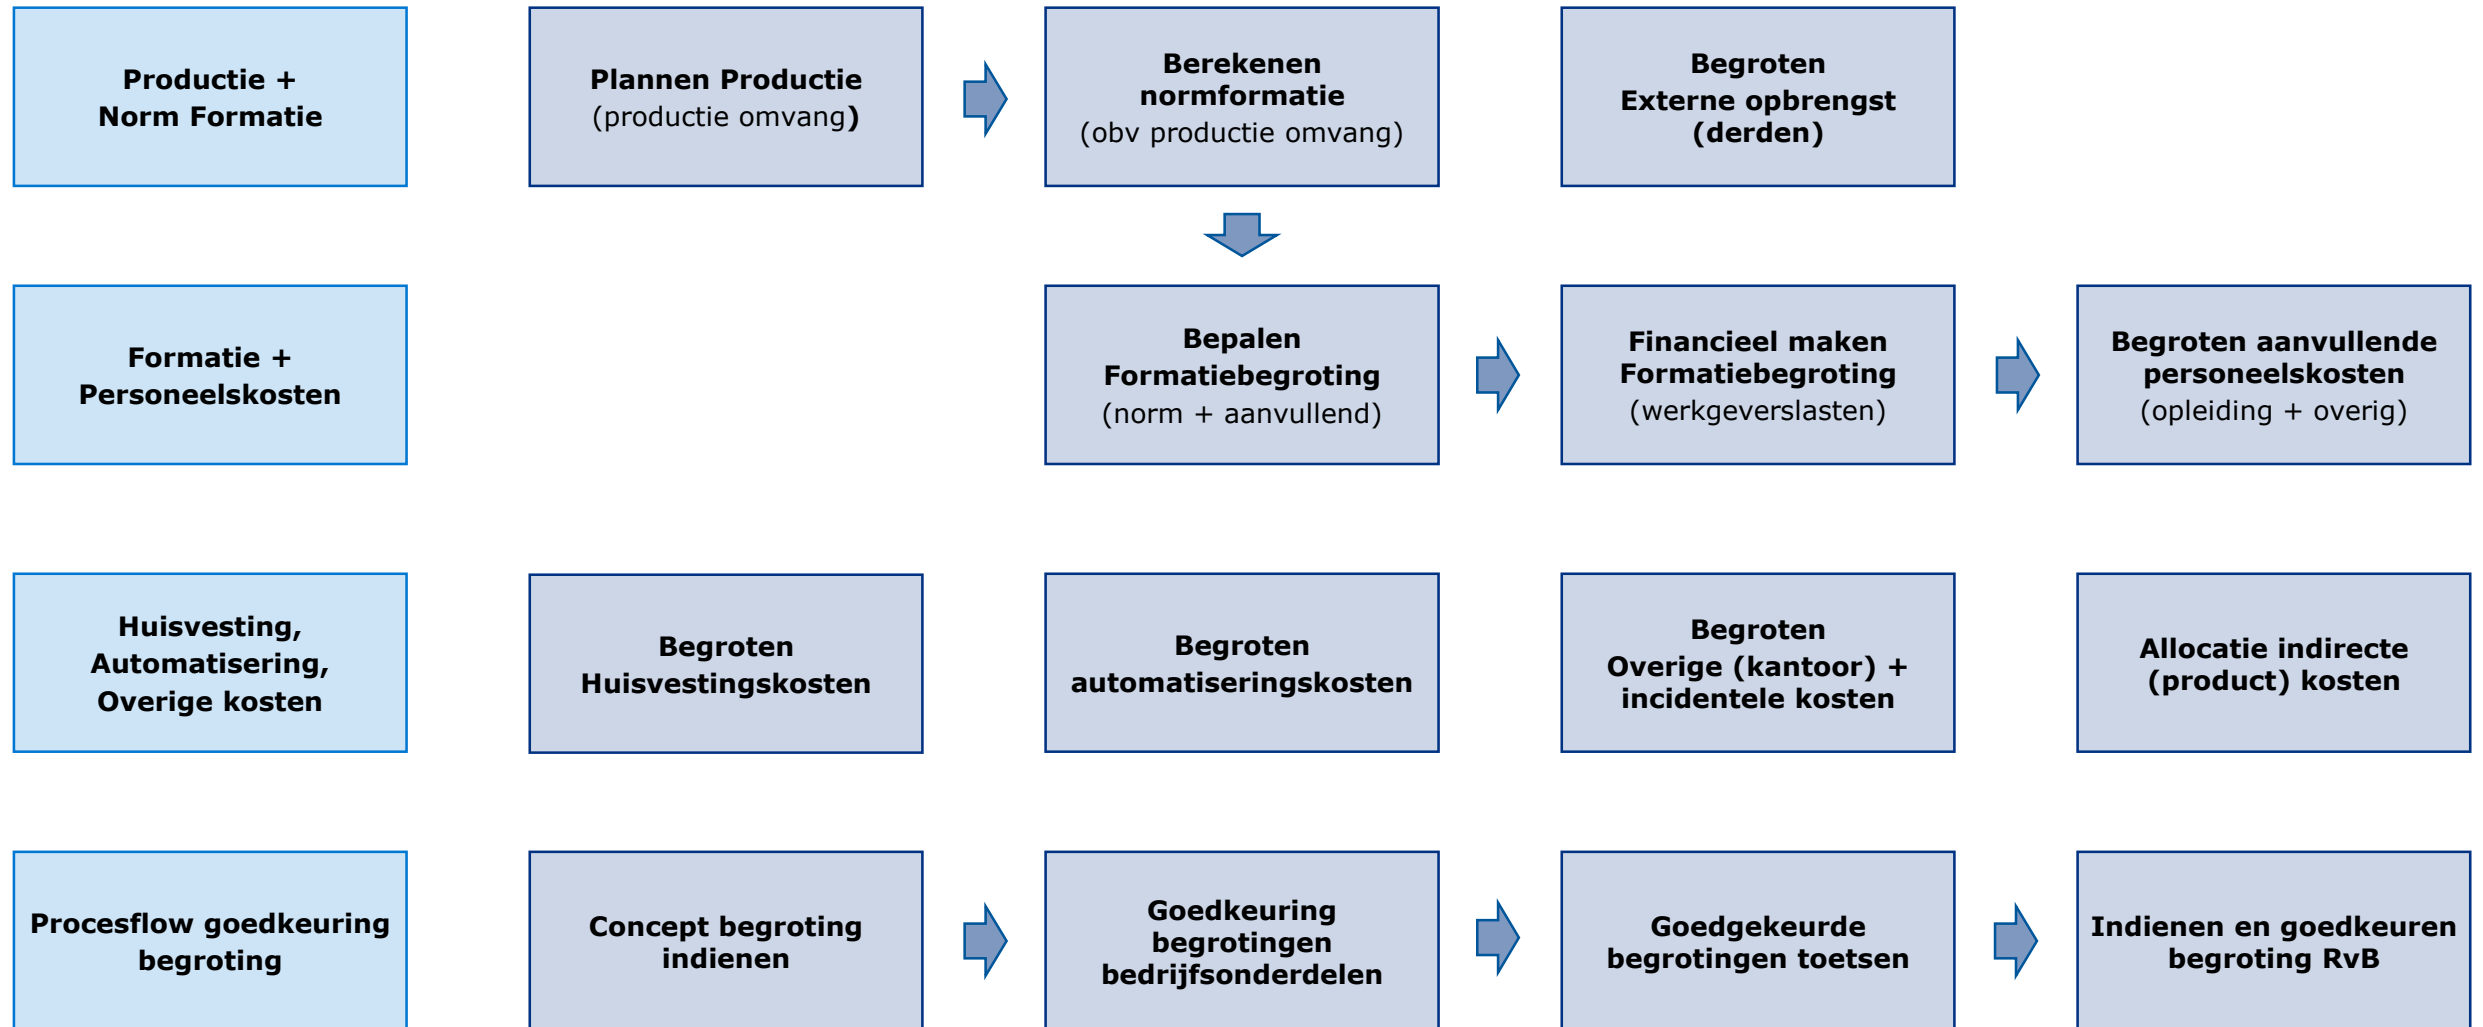 Productie +
Norm Formatie
Plannen Productie
(productie omvang)
Berekenen
normformatie
(obv productie omvang)
Begroten
Externe opbrengst
(derden)
Formatie +
Personeelskosten
Bepalen
Formatiebegroting
(norm + aanvullend)
Financieel maken
Formatiebegroting
(werkgeverslasten)
Begroten aanvullende
personeelskosten
(opleiding + overig)
Huisvesting,
Automatisering,
Overige kosten
Begroten
Huisvestingskosten
Begroten
automatiseringskosten
Begroten
Overige (kantoor) +
incidentele kosten
Allocatie indirecte
(product) kosten
Procesflow goedkeuring
begroting
Concept begroting
indienen
Goedkeuring
begrotingen
bedrijfsonderdelen
Goedgekeurde
begrotingen toetsen
Indienen en goedkeuren
begroting RvB